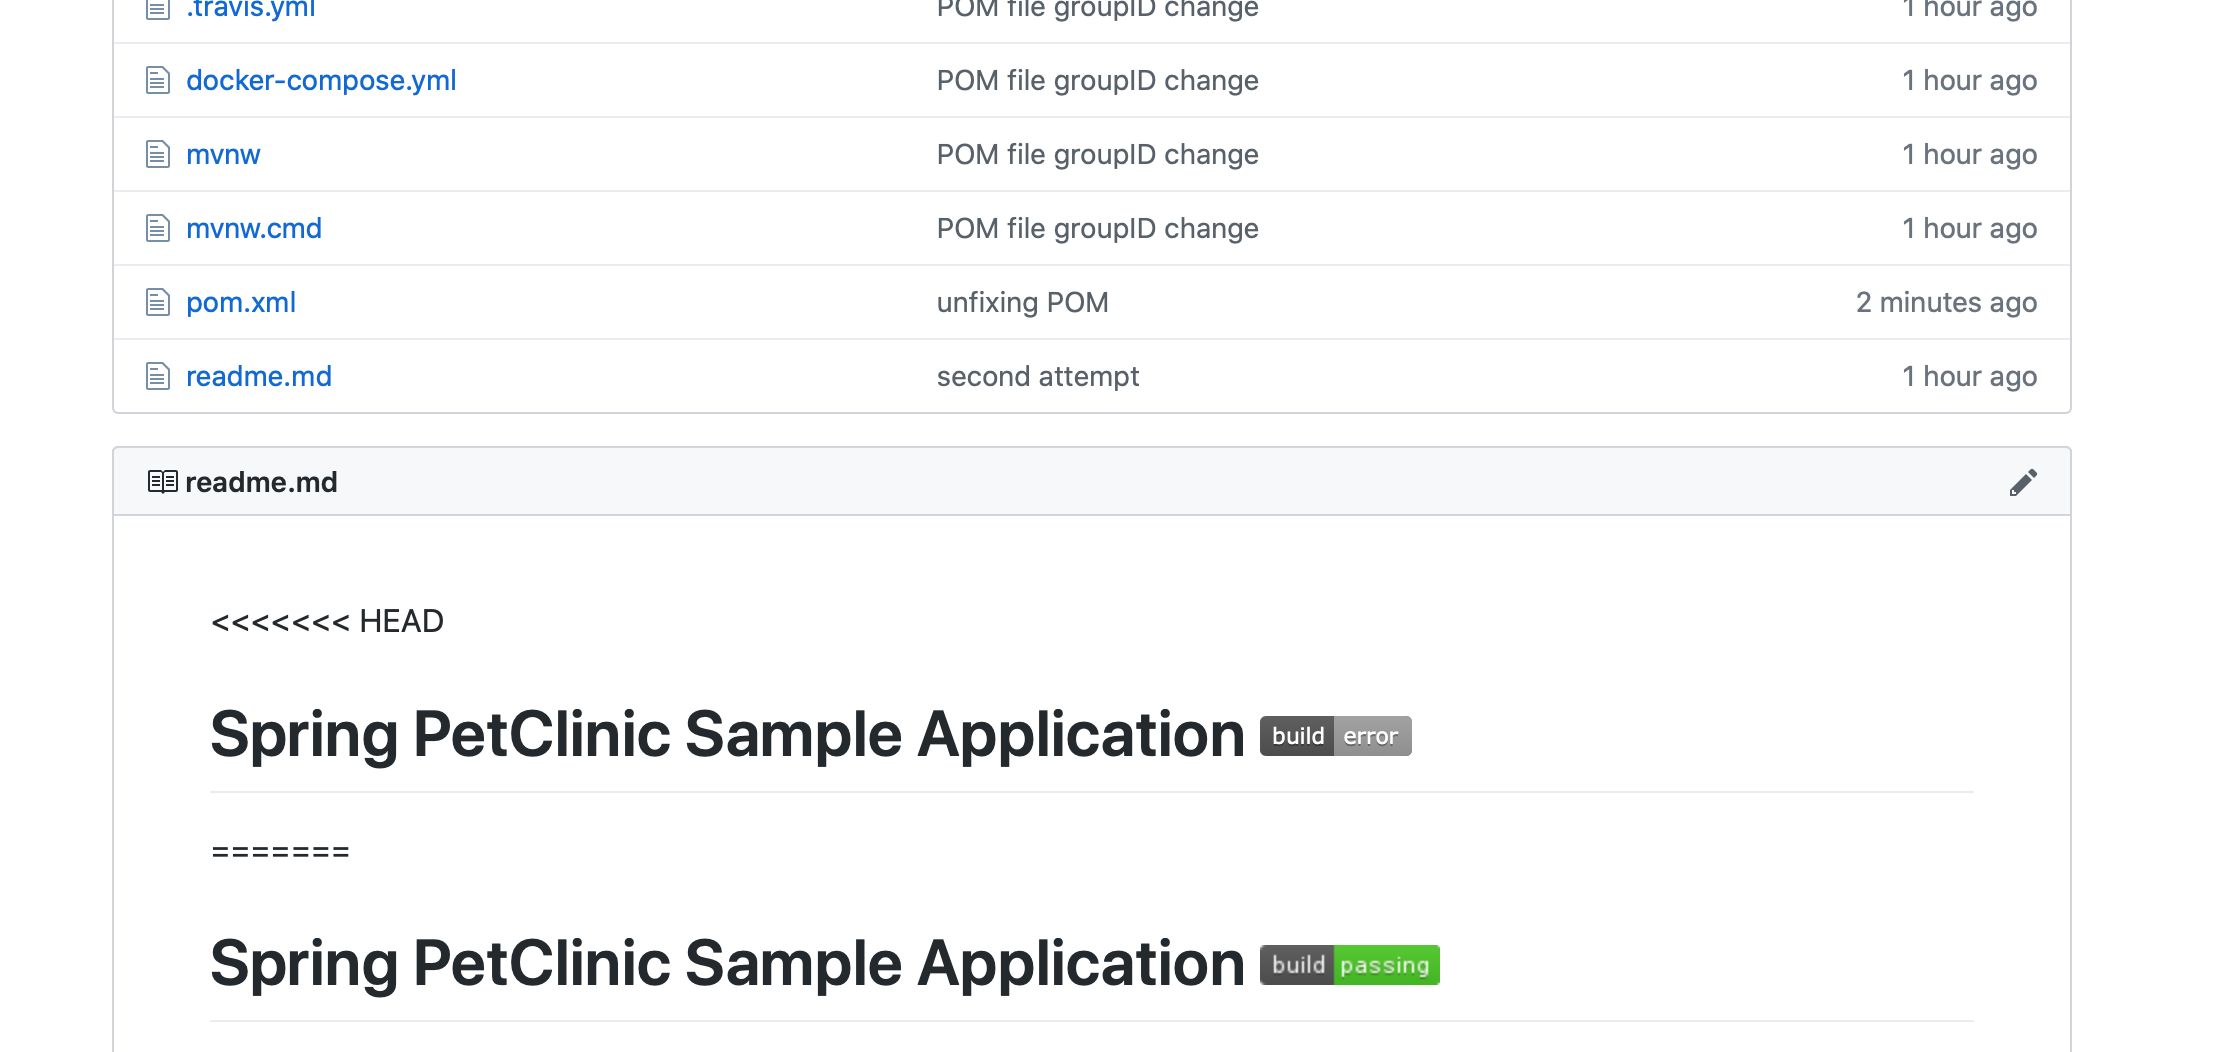 .travis.yml POM file groupID change 1 hour ago
docker-compose.yml POM file groupID change 1 hour ago
mvnw POM file groupID change 1 hour ago
mvnw.cmd POM file groupID change 1 hour ago
pom.xml unfixing POM 2 minutes ago
readme.md second attempt 1 hour ago
readme.md
<<<<<<< HEAD
Spring PetClinic Sample Application build error
=======
Spring PetClinic Sample Application build passing